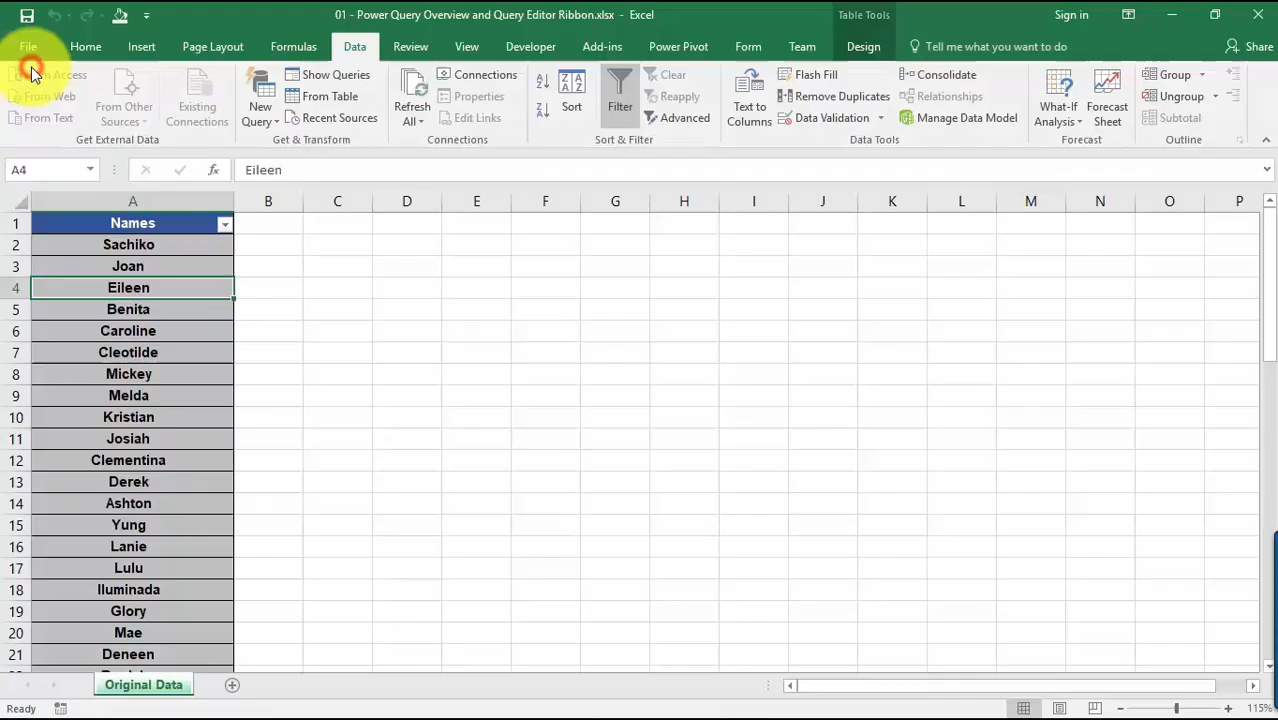 01 - Power Query Overview and Query Editor Ribbon.xlsx - Excel
Table Tools
Sign in
File Home Insert Page Layout Formulas Data Review View Developer Add-ins Power Pivot Form Team Design Tell me what you want to do Share
From Access
From Web
From Text
From Other Sources
Existing Connections
Get External Data
New Query
Show Queries
From Table
Recent Sources
Get & Transform
Refresh All
Connections
Properties
Edit Links
Connections
Sort
Filter
Clear
Reapply
Advanced
Sort & Filter
Text to Columns
Flash Fill
Remove Duplicates
Data Validation
Consolidate
Relationships
Manage Data Model
Data Tools
What-If Analysis
Forecast Sheet
Forecast
Group
Ungroup
Subtotal
Outline
A4 fx Eileen
A B C D E F G H I J K L M N O P
1 Names
2 Sachiko
3 Joan
4 Eileen
5 Benita
6 Caroline
7 Cleotilde
8 Mickey
9 Melda
10 Kristian
11 Josiah
12 Clementina
13 Derek
14 Ashton
15 Yung
16 Lanie
17 Lulu
18 Iluminada
19 Glory
20 Mae
21 Deneen
Original Data
Ready
115%